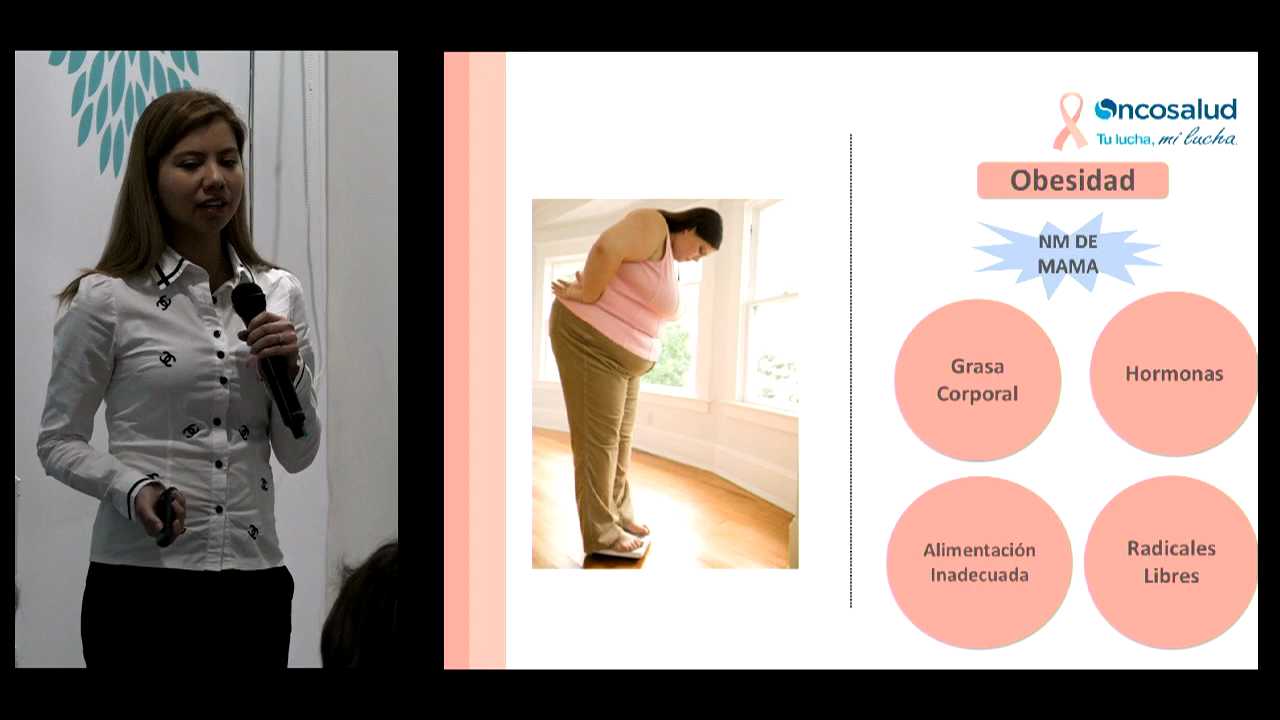 Oncosalud
Tu lucha, mi lucha.
Obesidad
NM DE
MAMA
Grasa
Corporal
Hormonas
Alimentación
Inadecuada
Radicales
Libres